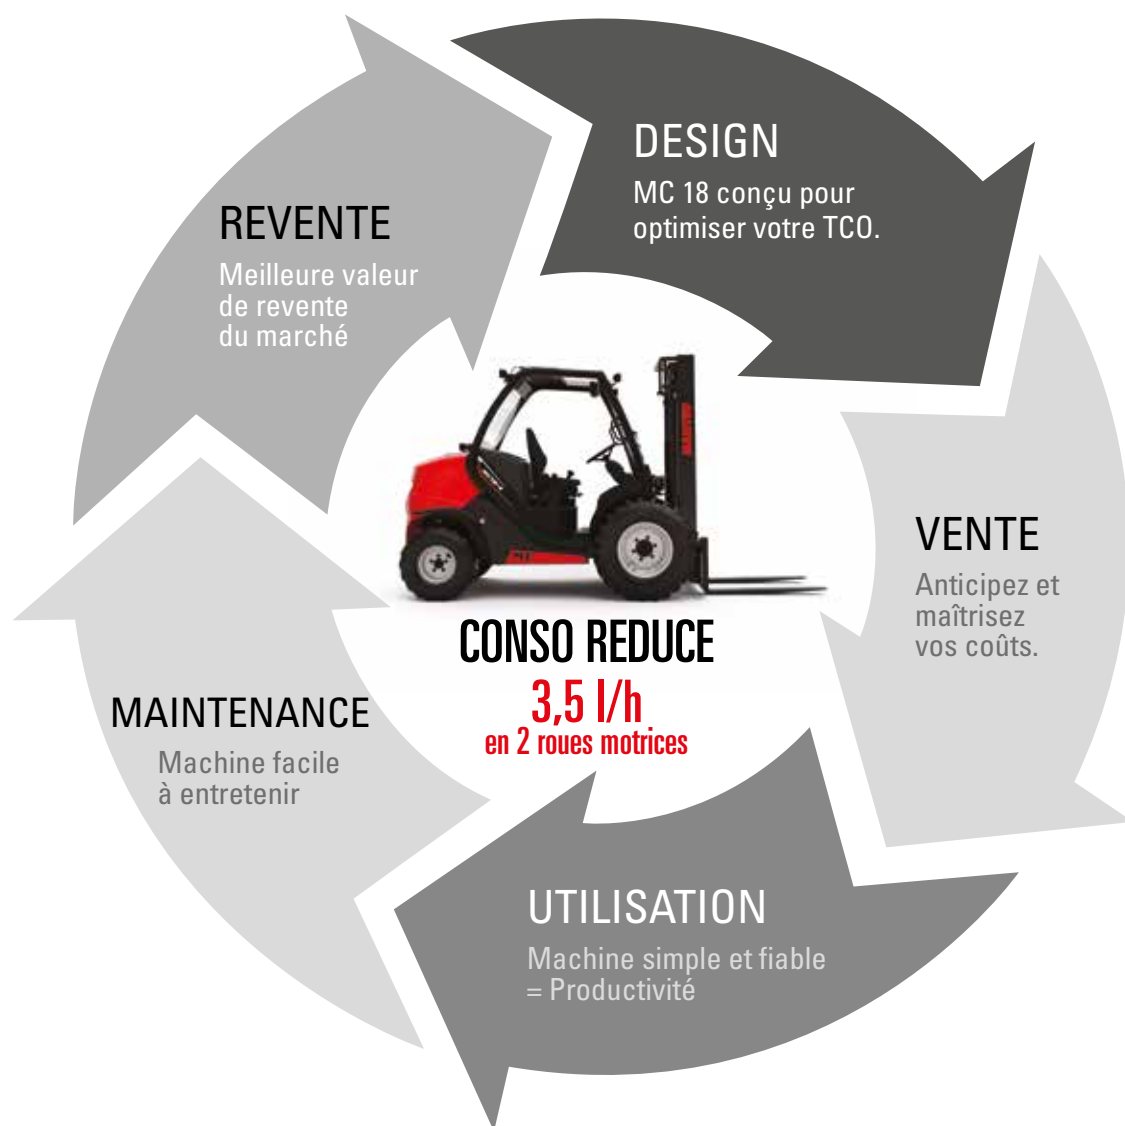 DESIGN
MC 18 conçu pour
optimiser votre TCO.
VENTE
Anticipez et
maîtrisez
vos coûts.
UTILISATION
Machine simple et fiable
= Productivité
MAINTENANCE
Machine facile
à entretenir
REVENTE
Meilleure valeur
de revente
du marché
CONSO REDUCE
3,5 l/h
en 2 roues motrices